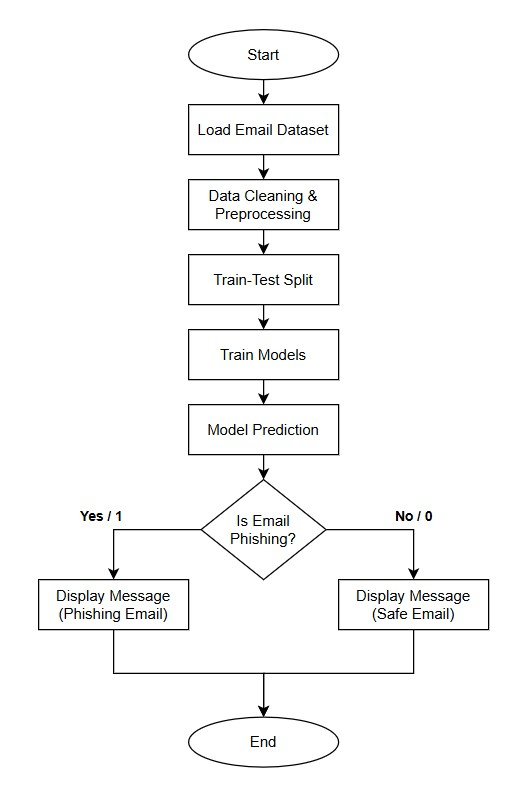 Start
Load Email Dataset
Data Cleaning &
Preprocessing
Train-Test Split
Train Models
Model Prediction
Is Email
Phishing?
Yes / 1
No / 0
Display Message
(Phishing Email)
Display Message
(Safe Email)
End